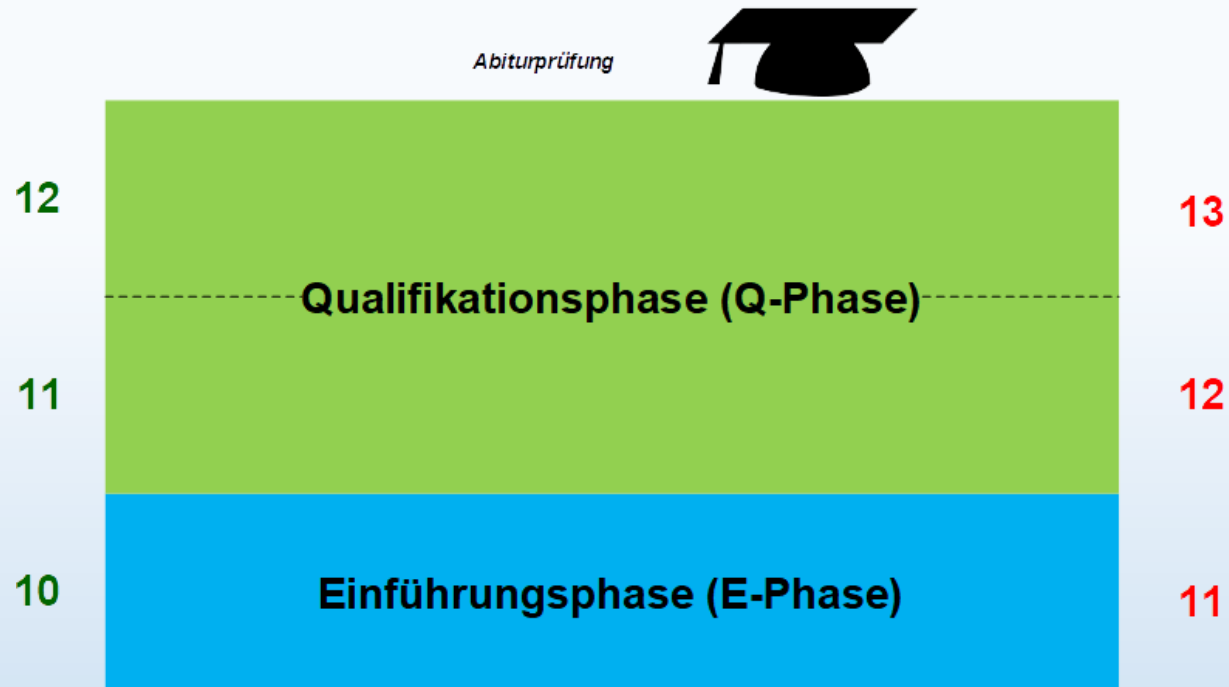 Abiturprüfung
12
13
Qualifikationsphase (Q-Phase)
11
12
10
Einführungsphase (E-Phase)
11